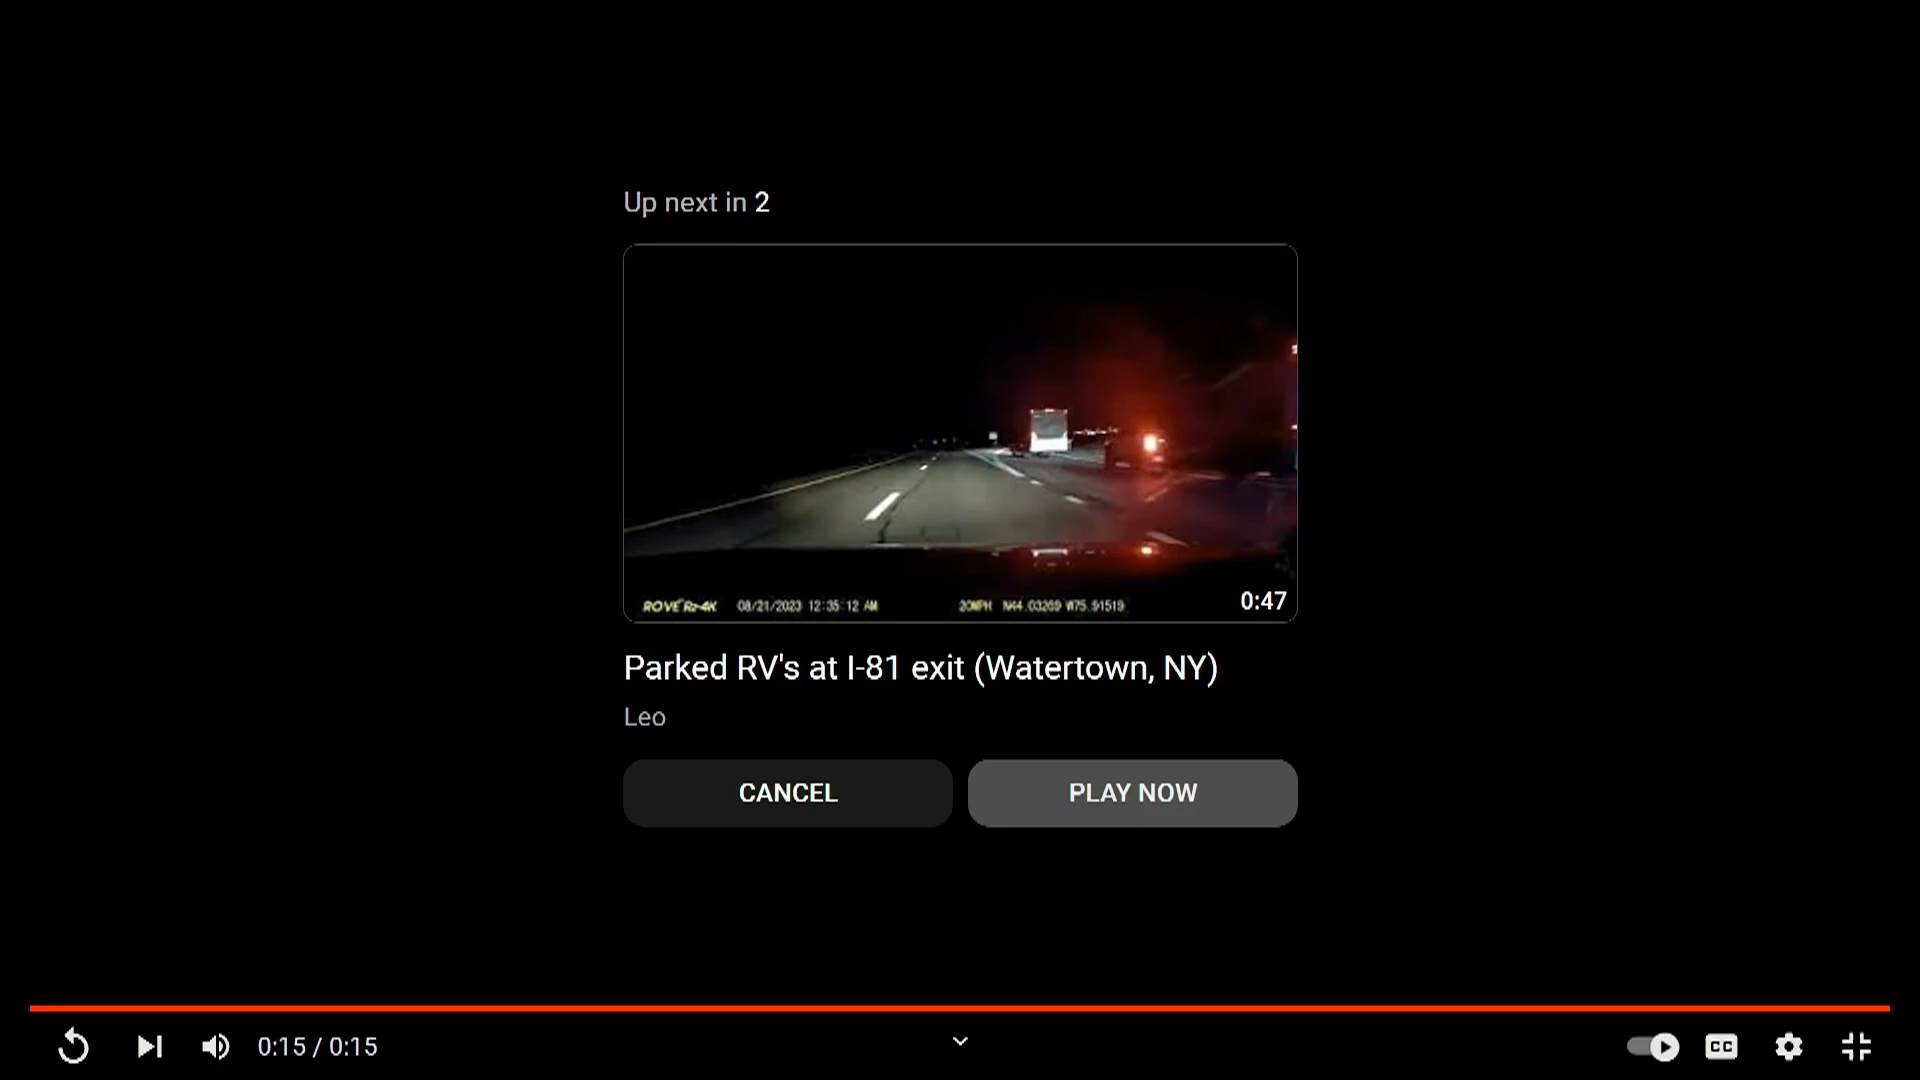 Up next in 2
ROVE R2-4K 08/21/2023 12:35:12 AM 20MPH N44.03269 W75.91519
0:47
Parked RV's at I-81 exit (Watertown, NY)
Leo
CANCEL PLAY NOW
0:15 / 0:15
CC